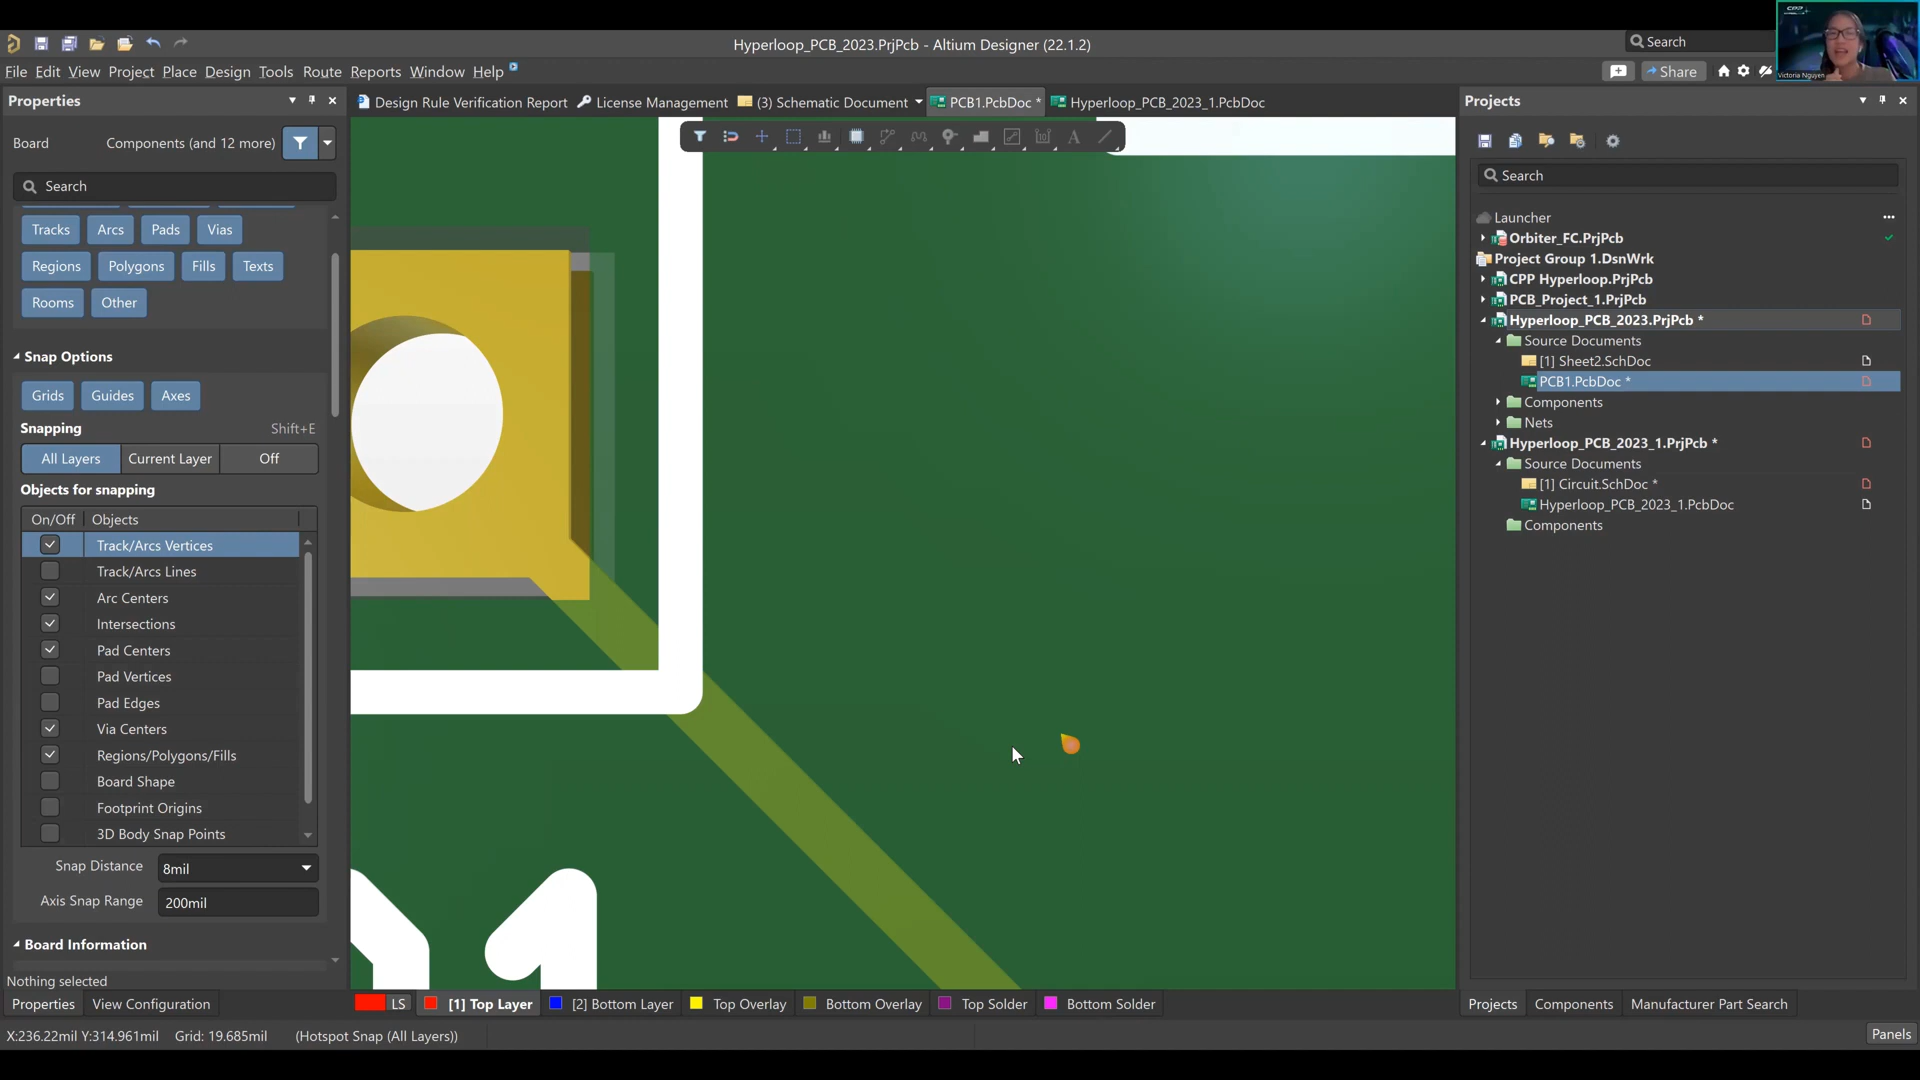 Hyperloop_PCB_2023.PrjPcb - Altium Designer (22.1.2)
Search
CPP
Victoria Nguyen
File Edit View Project Place Design Tools Route Reports Window Help
Share
Properties
Design Rule Verification Report
License Management
(3) Schematic Document
PCB1.PcbDoc *
Hyperloop_PCB_2023_1.PcbDoc
Projects
Board
Components (and 12 more)
Search
Tracks Arcs Pads Vias
Regions Polygons Fills Texts
Rooms Other
Snap Options
Grids Guides Axes
Snapping Shift+E
All Layers Current Layer Off
Objects for snapping
On/Off Objects
Track/Arcs Vertices
Track/Arcs Lines
Arc Centers
Intersections
Pad Centers
Pad Vertices
Pad Edges
Via Centers
Regions/Polygons/Fills
Board Shape
Footprint Origins
3D Body Snap Points
Snap Distance 8mil
Axis Snap Range 200mil
Board Information
Nothing selected
Properties View Configuration
Search
Launcher
Orbiter_FC.PrjPcb
Project Group 1.DsnWrk
CPP Hyperloop.PrjPcb
PCB_Project_1.PrjPcb
Hyperloop_PCB_2023.PrjPcb *
Source Documents
[1] Sheet2.SchDoc
PCB1.PcbDoc *
Components
Nets
Hyperloop_PCB_2023_1.PrjPcb *
Source Documents
[1] Circuit.SchDoc *
Hyperloop_PCB_2023_1.PcbDoc
Components
LS [1] Top Layer [2] Bottom Layer Top Overlay Bottom Overlay Top Solder Bottom Solder
Projects Components Manufacturer Part Search
X:236.22mil Y:314.961mil Grid: 19.685mil (Hotspot Snap (All Layers))
Panels